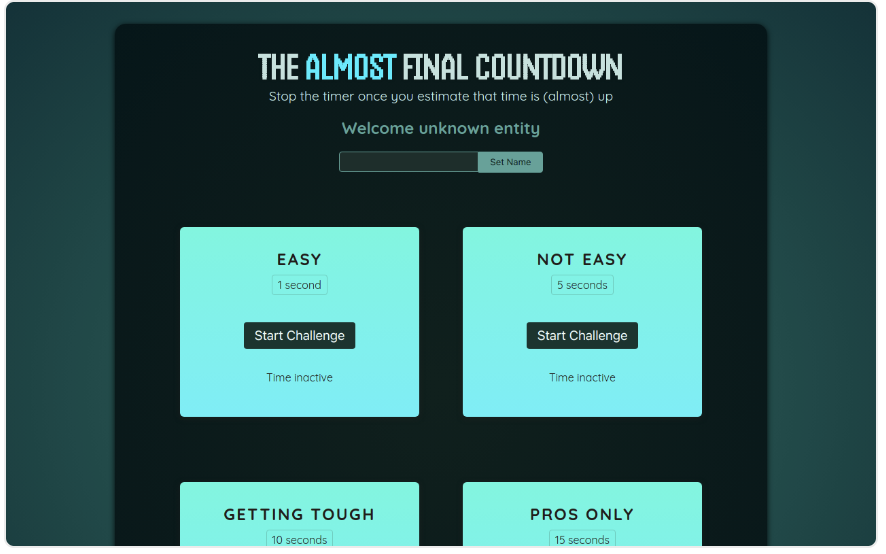 THE ALMOST FINAL COUNTDOWN
Stop the timer once you estimate that time is (almost) up
Welcome unknown entity
Set Name
EASY
1 second
Start Challenge
Time inactive
NOT EASY
5 seconds
Start Challenge
Time inactive
GETTING TOUGH
10 seconds
PROS ONLY
15 seconds